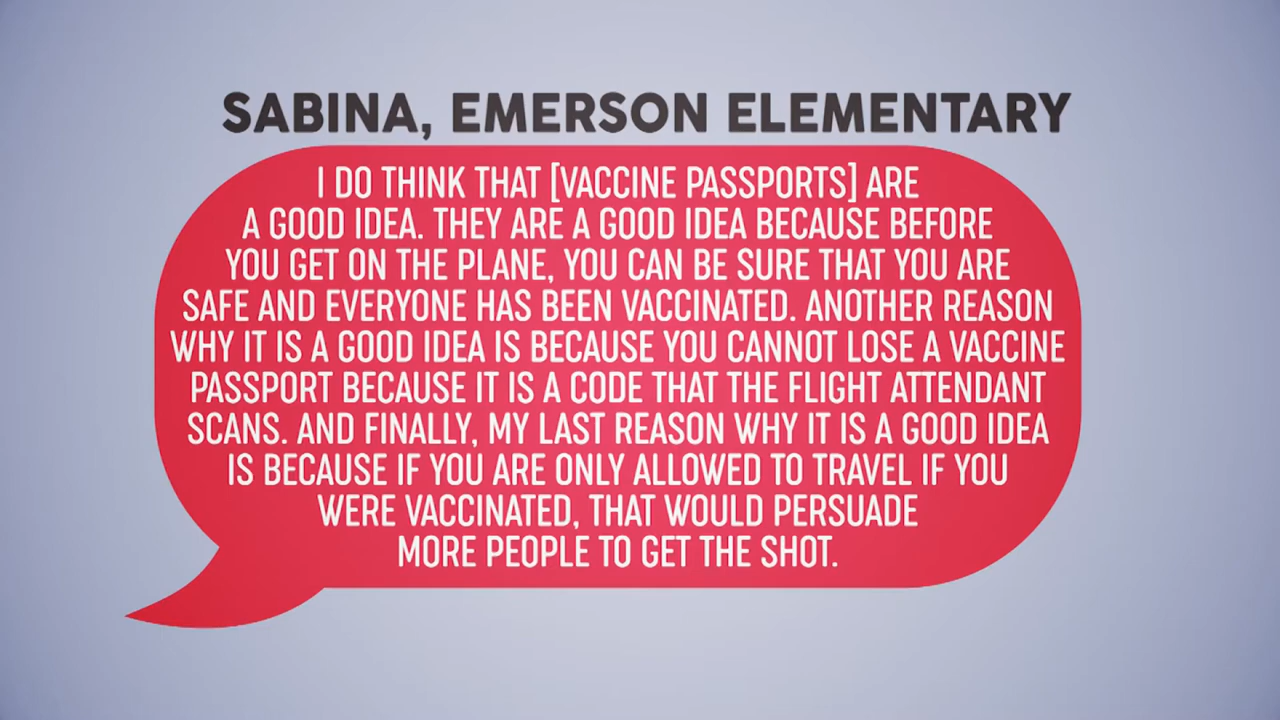 SABINA, EMERSON ELEMENTARY
I DO THINK THAT [VACCINE PASSPORTS] ARE
A GOOD IDEA. THEY ARE A GOOD IDEA BECAUSE BEFORE
YOU GET ON THE PLANE, YOU CAN BE SURE THAT YOU ARE
SAFE AND EVERYONE HAS BEEN VACCINATED. ANOTHER REASON
WHY IT IS A GOOD IDEA IS BECAUSE YOU CANNOT LOSE A VACCINE
PASSPORT BECAUSE IT IS A CODE THAT THE FLIGHT ATTENDANT
SCANS. AND FINALLY, MY LAST REASON WHY IT IS A GOOD IDEA
IS BECAUSE IF YOU ARE ONLY ALLOWED TO TRAVEL IF YOU
WERE VACCINATED, THAT WOULD PERSUADE
MORE PEOPLE TO GET THE SHOT.